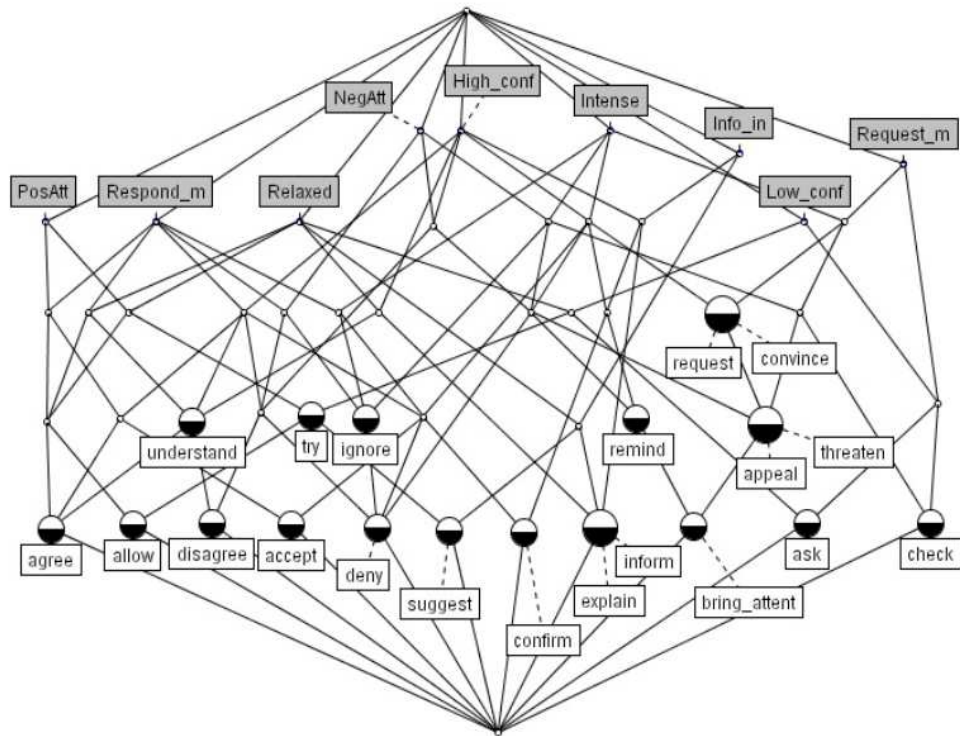 High_conf
NegAtt
Intense
Info_in
Request_m
PosAtt
Respond_m
Relaxed
Low_conf
request
convince
understand
try
ignore
remind
threaten
appeal
agree
allow
disagree
accept
deny
inform
ask
check
suggest
explain
bring_attent
confirm